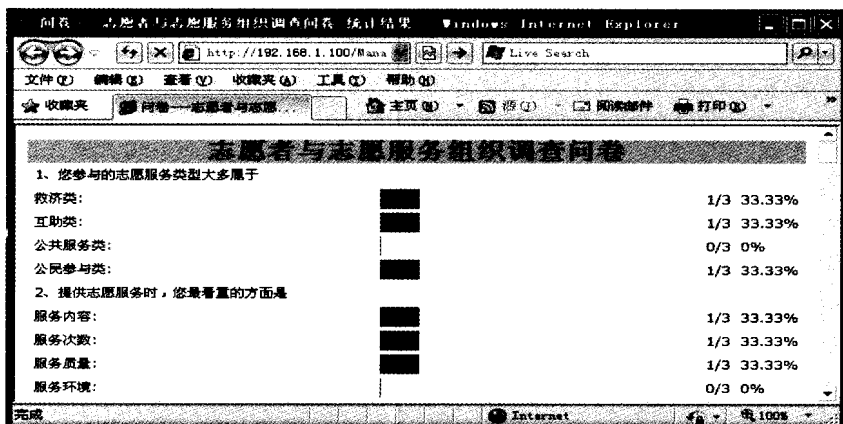 问卷 志愿者与志愿服务组织调查问卷 统计结果 Windows Internet Explorer
http://192.168.1.100/Mana Live Search
文件(F) 编辑(E) 查看(V) 收藏夹(A) 工具(T) 帮助(H)
收藏夹 问卷——志愿者与志愿... 主页(M) 源(J) 阅读邮件 打印(R) »
志愿者与志愿服务组织调查问卷
1、您参与的志愿服务类型大多属于
救济类: 1/3 33.33%
互助类: 1/3 33.33%
公共服务类: 0/3 0%
公民参与类: 1/3 33.33%
2、提供志愿服务时，您最看重的方面是
服务内容: 1/3 33.33%
服务次数: 1/3 33.33%
服务质量: 1/3 33.33%
服务环境: 0/3 0%
完成 Internet 100%